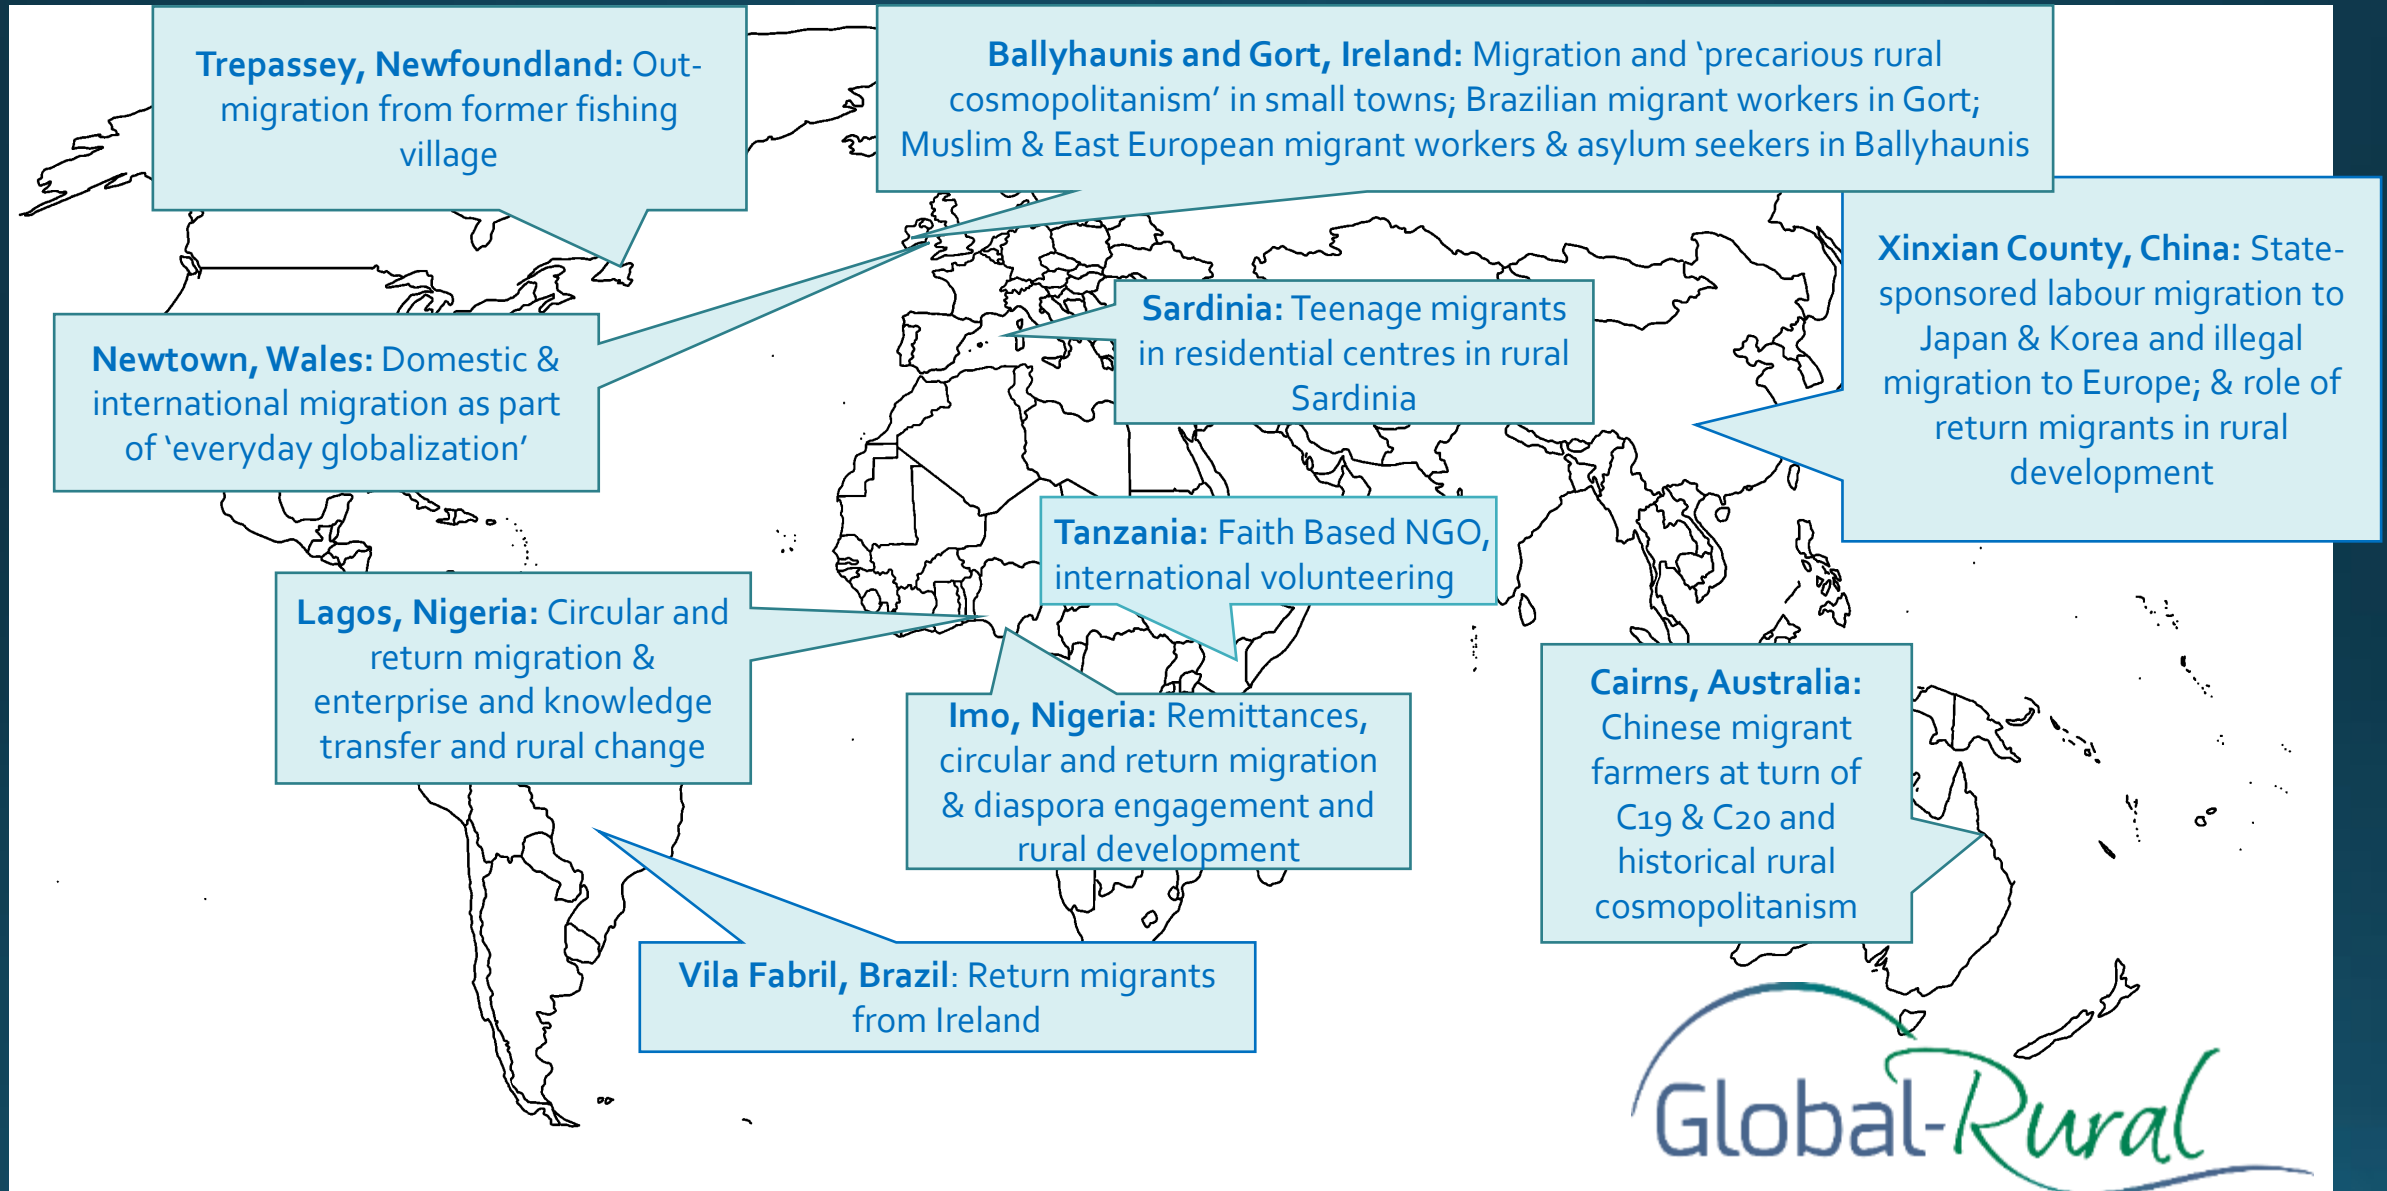 Trepassey, Newfoundland: Out-
migration from former fishing
village
Ballyhaunis and Gort, Ireland: Migration and ‘precarious rural
cosmopolitanism’ in small towns; Brazilian migrant workers in Gort;
Muslim & East European migrant workers & asylum seekers in Ballyhaunis
Xinxian County, China: State-
sponsored labour migration to
Japan & Korea and illegal
migration to Europe; & role of
return migrants in rural
development
Newtown, Wales: Domestic &
international migration as part
of ‘everyday globalization’
Sardinia: Teenage migrants
in residential centres in rural
Sardinia
Tanzania: Faith Based NGO,
international volunteering
Lagos, Nigeria: Circular and
return migration &
enterprise and knowledge
transfer and rural change
Imo, Nigeria: Remittances,
circular and return migration
& diaspora engagement and
rural development
Cairns, Australia:
Chinese migrant
farmers at turn of
C19 & C20 and
historical rural
cosmopolitanism
Vila Fabril, Brazil: Return migrants
from Ireland
Global-Rural